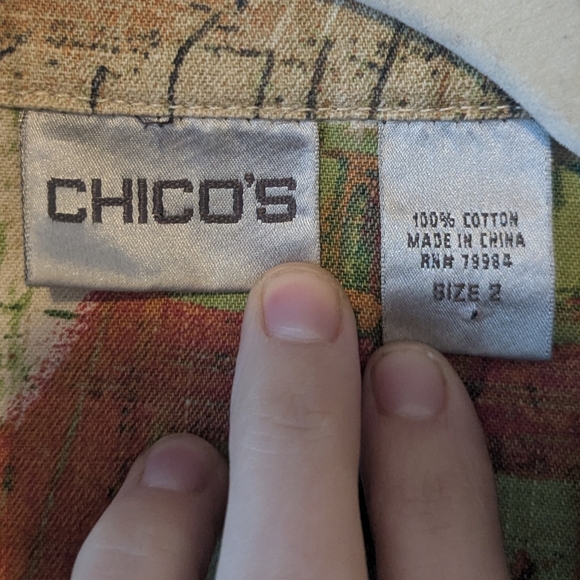 CHICO'S
100% COTTON
MADE IN CHINA
RN# 79984
SIZE 2